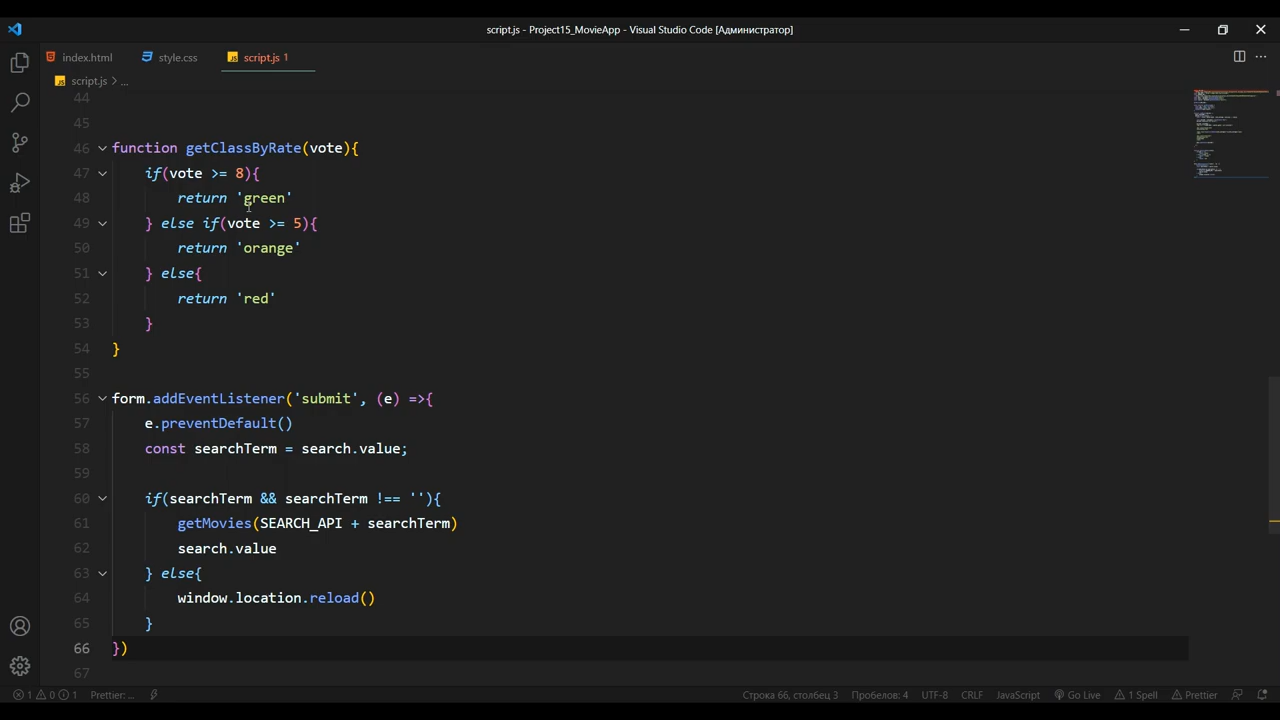 script.js - Project15_MovieApp - Visual Studio Code [Администратор]
index.html
style.css
script.js 1
script.js > ...
44
45
46 function getClassByRate(vote){
47 if(vote >= 8){
48 return 'green'
49 } else if(vote >= 5){
50 return 'orange'
51 } else{
52 return 'red'
53 }
54 }
55
56 form.addEventListener('submit', (e) =>{
57 e.preventDefault()
58 const searchTerm = search.value;
59
60 if(searchTerm && searchTerm !== ''){
61 getMovies(SEARCH_API + searchTerm)
62 search.value
63 } else{
64 window.location.reload()
65 }
66 })
67
1 0 1 Prettier: ... Строка 66, столбец 3 Пробелов: 4 UTF-8 CRLF JavaScript Go Live 1 Spell Prettier